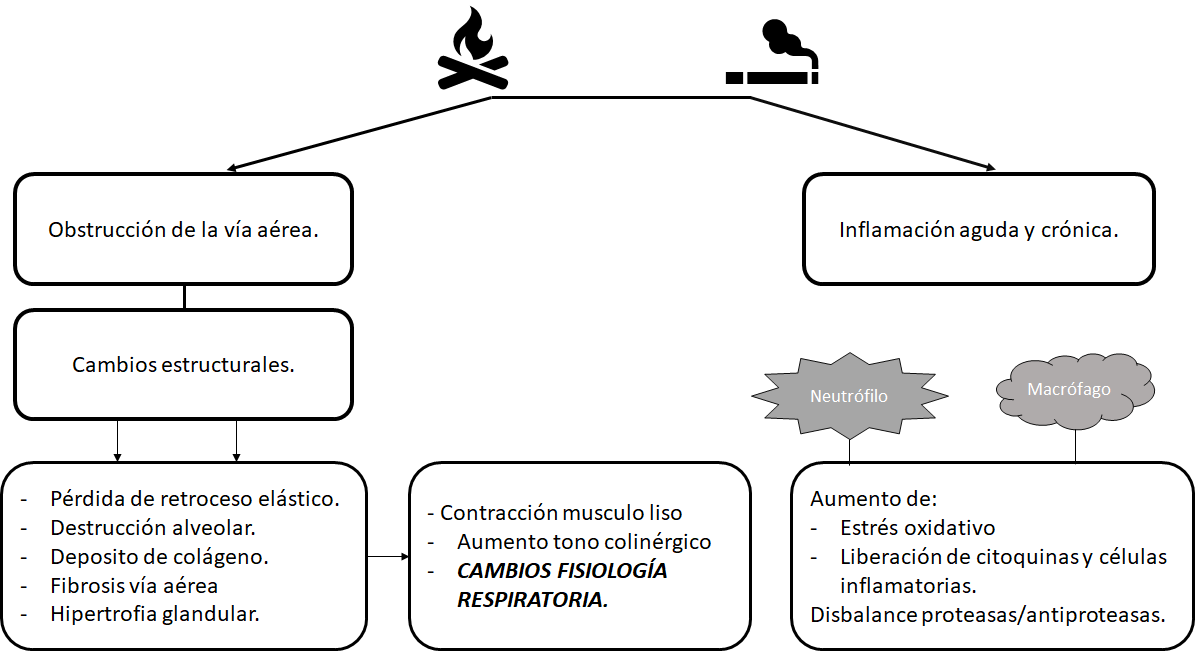 Obstrucción de la vía aérea.
Inflamación aguda y crónica.
Cambios estructurales.
Neutrófilo
Macrófago
- Pérdida de retroceso elástico.
- Destrucción alveolar.
- Deposito de colágeno.
- Fibrosis vía aérea
- Hipertrofia glandular.
- Contracción musculo liso
- Aumento tono colinérgico
- CAMBIOS FISIOLOGÍA
RESPIRATORIA.
Aumento de:
- Estrés oxidativo
- Liberación de citoquinas y células
inflamatorias.
Disbalance proteasas/antiproteasas.